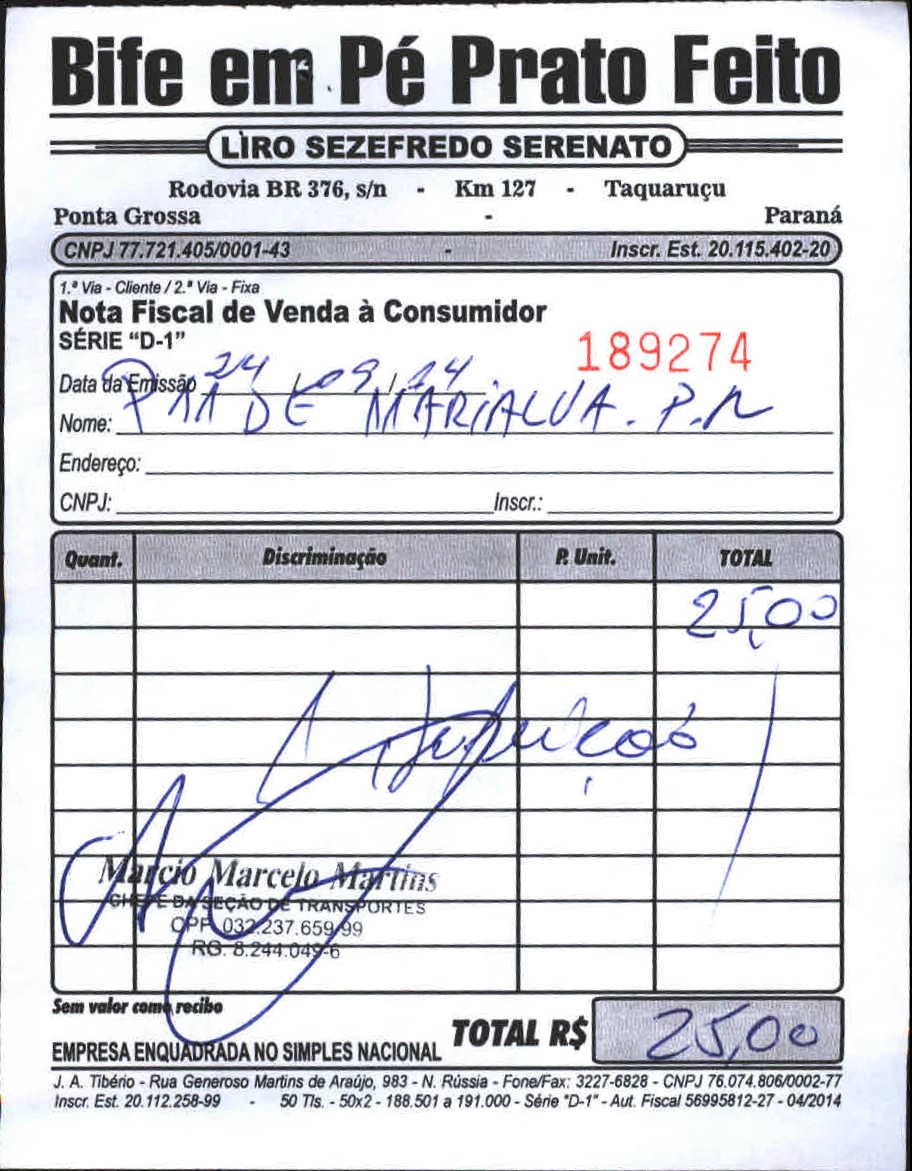 Bife em Pé Prato Feito
LIRO SEZEFREDO SERENATO
Rodovia BR 376, s/n - Km 127 - Taquaruçu
Ponta Grossa - Paraná
CNPJ 77.721.405/0001-43 - Inscr. Est. 20.115.402-20
1.ª Via - Cliente / 2.ª Via - Fixa
Nota Fiscal de Venda à Consumidor
SÉRIE "D-1"
189274
Data da Emissão 24 / 09 / 14
Nome: PM DE MARIALVA. P.R
Endereço:
CNPJ: Inscr.:
Quant. Discriminação P. Unit. TOTAL
25,00
Refeição
Marcio Marcelo Martins
CHEFE DA SEÇÃO DE TRANSPORTES
CPF 032.237.659-99
RG. 8.244.049-6
Sem valor como recibo
EMPRESA ENQUADRADA NO SIMPLES NACIONAL
TOTAL R$ 25,00
J. A. Tibério - Rua Generoso Martins de Araújo, 983 - N. Rússia - Fone/Fax: 3227-6828 - CNPJ 76.074.806/0002-77
Inscr. Est. 20.112.258-99 - 50 Tls. - 50x2 - 188.501 a 191.000 - Série "D-1" - Aut. Fiscal 56995812-27 - 04/2014